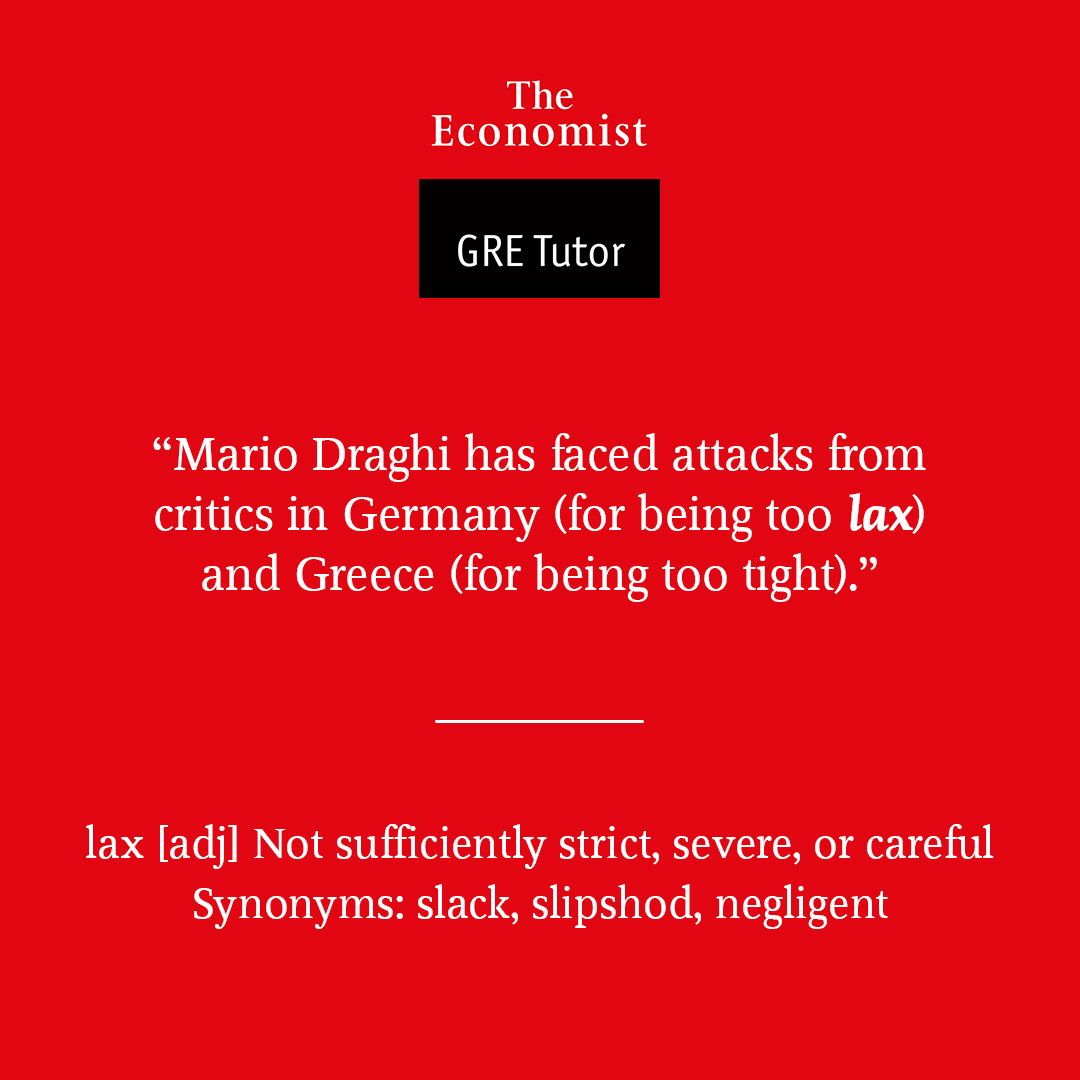 The
Economist
GRE Tutor
“Mario Draghi has faced attacks from
critics in Germany (for being too lax)
and Greece (for being too tight).”
lax [adj] Not sufficiently strict, severe, or careful
Synonyms: slack, slipshod, negligent